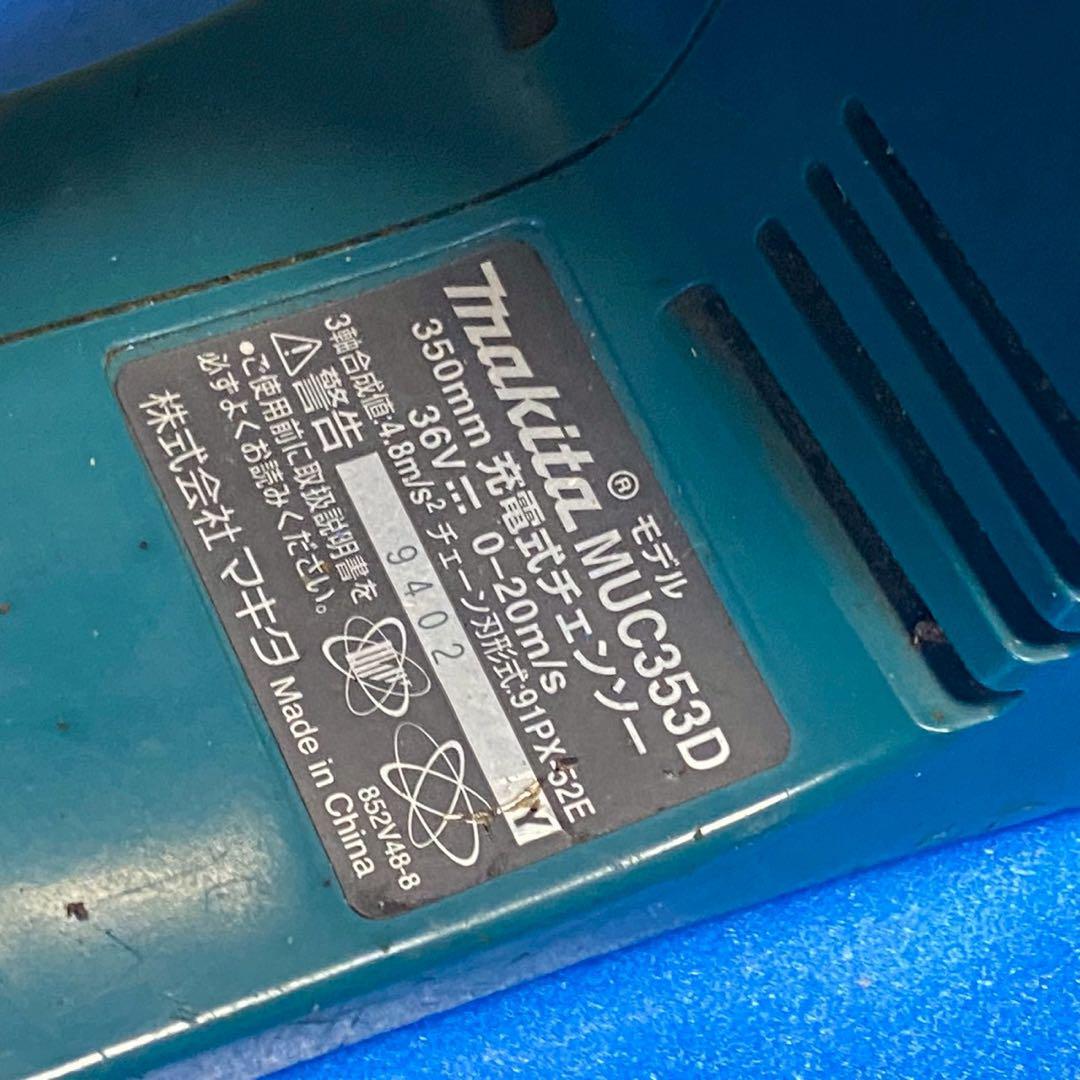 makita® モデル MUC353D
350mm 充電式チェンソー
36V⎓ 0-20m/s
3軸合成値:4.8m/s² チェーン刃形式:91PX-52E
⚠警告 9402 Y
●ご使用前に取扱説明書を
必ずよくお読みください。
852V48-8
株式会社マキタ Made in China